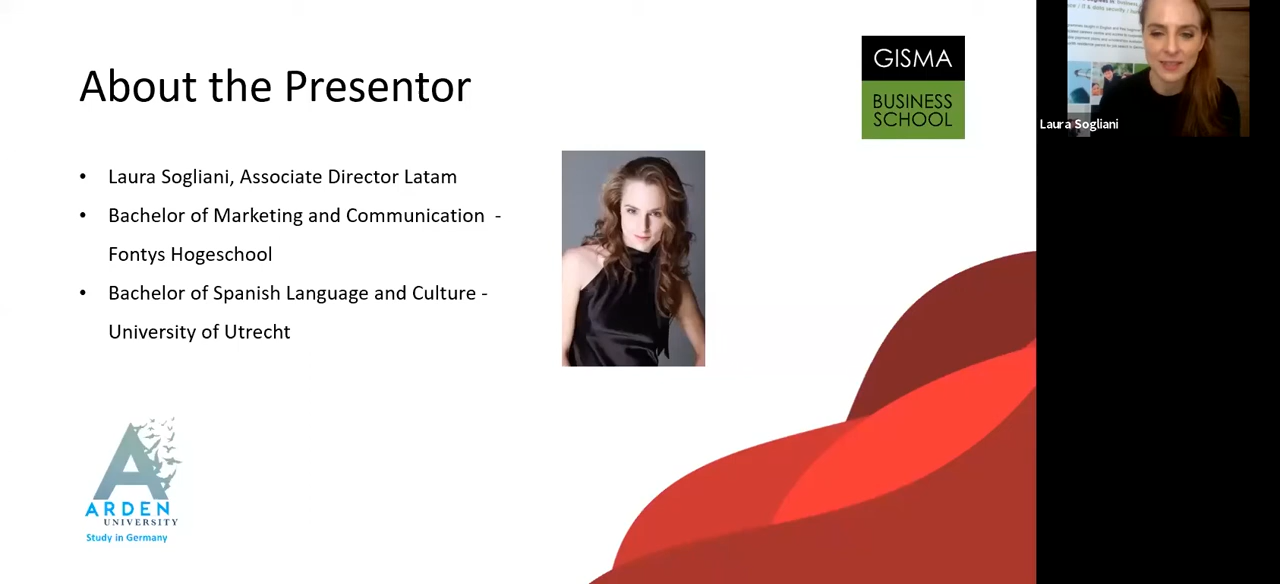 About the Presentor
GISMA
BUSINESS
SCHOOL
Laura Sogliani
• Laura Sogliani, Associate Director Latam
• Bachelor of Marketing and Communication -
Fontys Hogeschool
• Bachelor of Spanish Language and Culture -
University of Utrecht
ARDEN
UNIVERSITY
Study in Germany